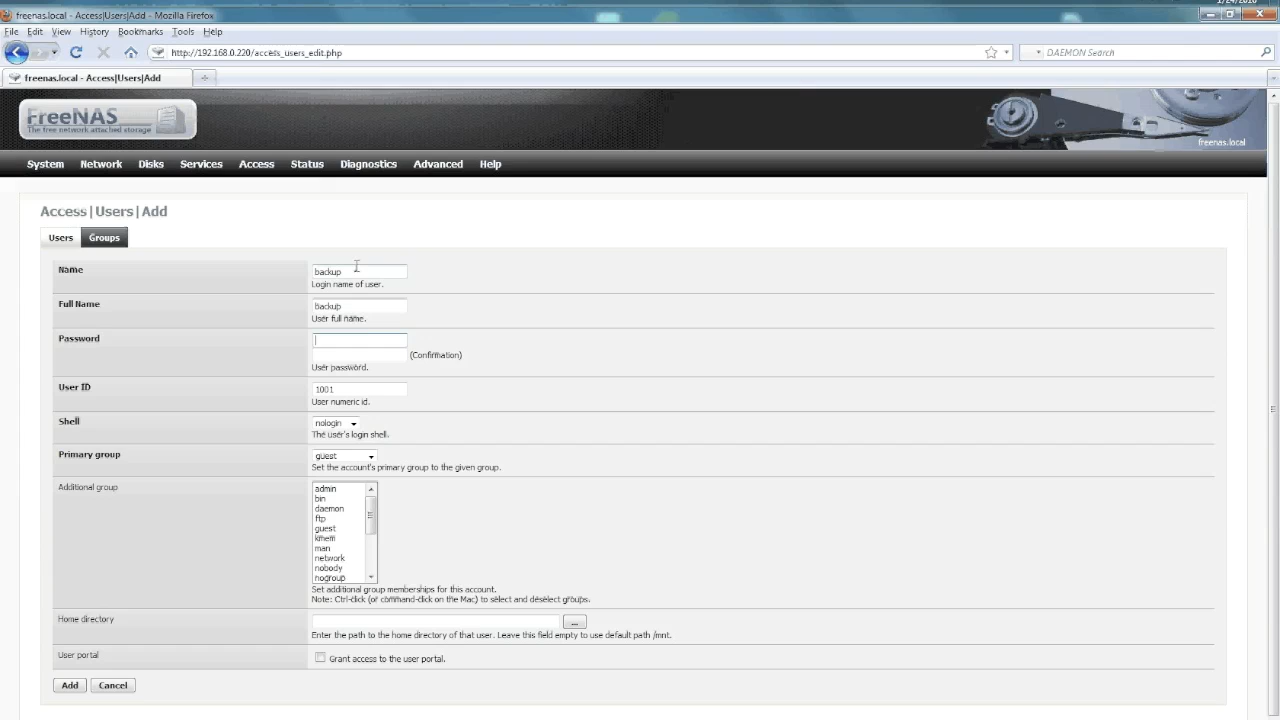 1/24/2010
freenas.local - Access|Users|Add - Mozilla Firefox
File Edit View History Bookmarks Tools Help
http://192.168.0.220/access_users_edit.php
DAEMON Search
freenas.local - Access|Users|Add
FreeNAS
The free network attached storage
freenas.local
System Network Disks Services Access Status Diagnostics Advanced Help
Access|Users|Add
Users Groups
Name
backup
Login name of user.
Full Name
Backup
User full name.
Password
(Confirmation)
User password.
User ID
1001
User numeric id.
Shell
nologin
The user's login shell.
Primary group
guest
Set the account's primary group to the given group.
Additional group
admin
bin
daemon
ftp
guest
kmem
man
network
nobody
nogroup
Set additional group memberships for this account.
Note: Ctrl-click (or command-click on the Mac) to select and deselect groups.
Home directory
...
Enter the path to the home directory of that user. Leave this field empty to use default path /mnt.
User portal
Grant access to the user portal.
Add Cancel